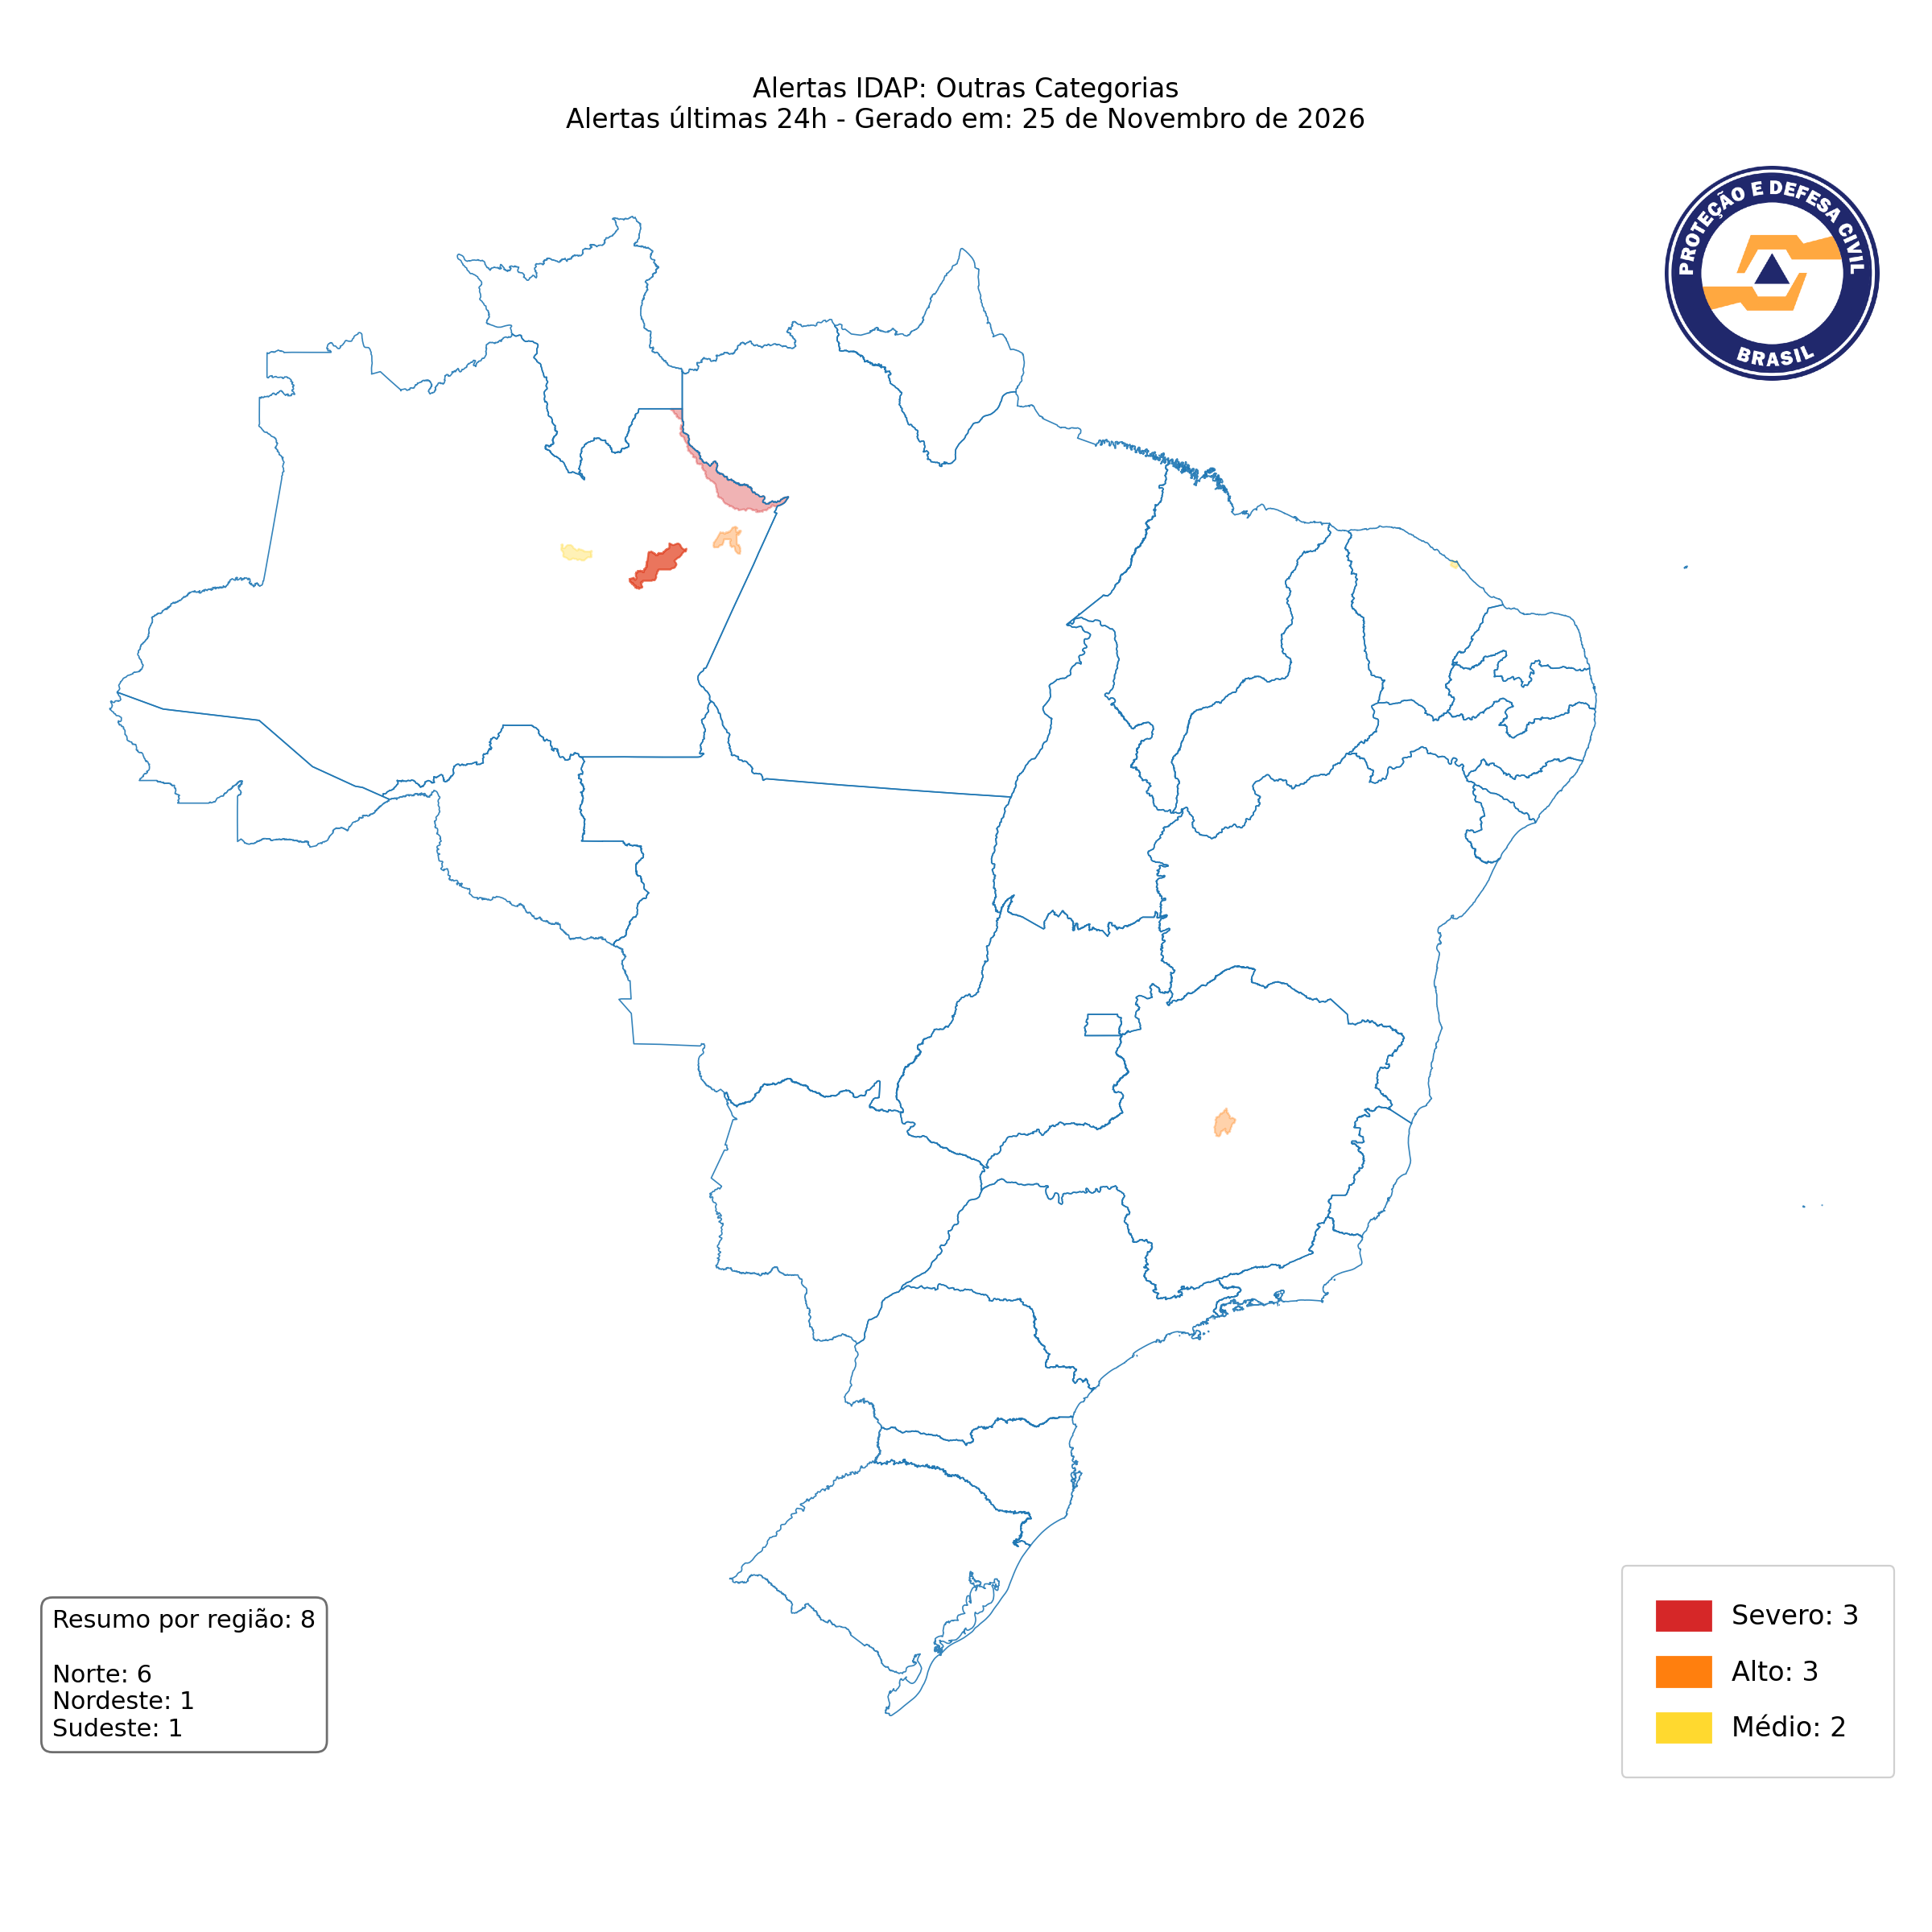 Alertas IDAP: Outras Categorias
Alertas últimas 24h - Gerado em: 25 de Novembro de 2026
PROTEÇÃO E DEFESA CIVIL
BRASIL
Resumo por região: 8
Norte: 6
Nordeste: 1
Sudeste: 1
Severo: 3
Alto: 3
Médio: 2